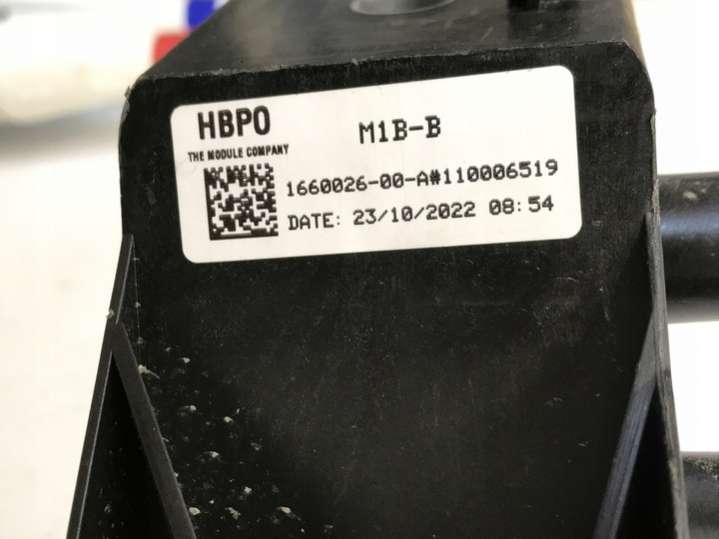 HBPO
M1B-B
THE MODULE COMPANY
1660026-00-A#110006519
DATE: 23/10/2022 08:54